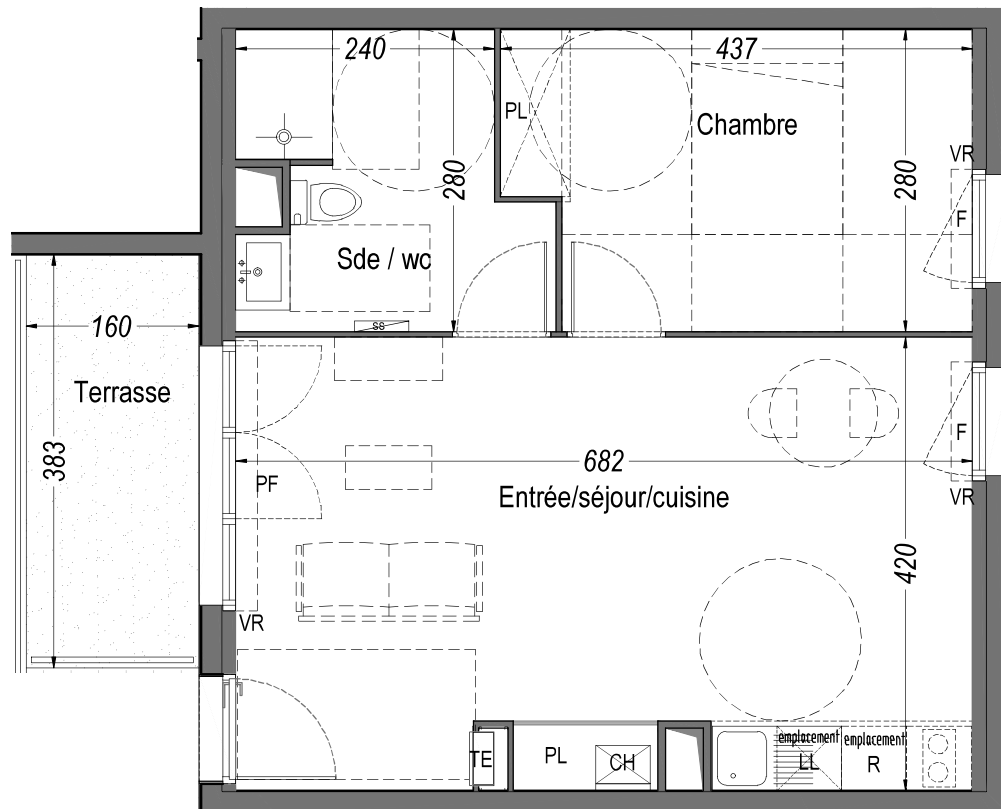 240
437
PL
Chambre
VR
280
280
F
Sde / wc
SS
160
Terrasse
383
F
682
PF
Entrée/séjour/cuisine
VR
420
VR
emplacement
emplacement
TE
PL
CH
LL
R